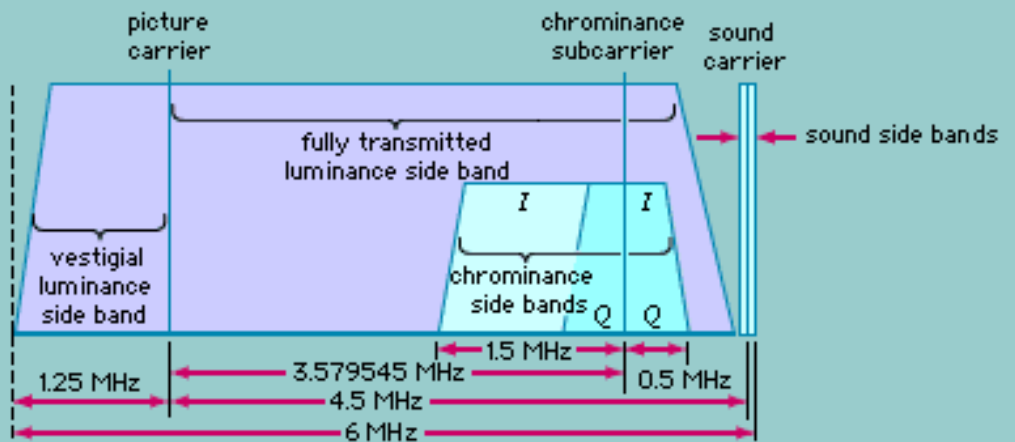 picture
carrier
chrominance
subcarrier
sound
carrier
fully transmitted
luminance side band
sound side bands
I I
vestigial
luminance
side band
chrominance
side bands
Q Q
1.5 MHz
1.25 MHz
3.579545 MHz
0.5 MHz
4.5 MHz
6 MHz